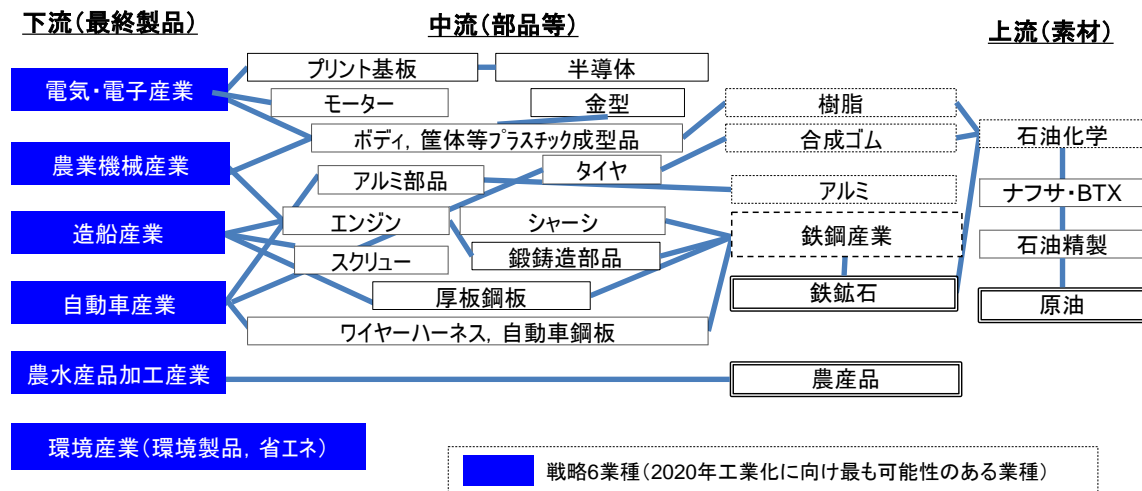 下流(最終製品)
中流(部品等)
上流(素材)
電気・電子産業
農業機械産業
造船産業
自動車産業
農水産品加工産業
環境産業(環境製品, 省エネ)
プリント基板
半導体
モーター
金型
ボディ, 筐体等プラスチック成型品
タイヤ
アルミ部品
エンジン
シャーシ
スクリュー
鍛鋳造部品
厚板鋼板
ワイヤーハーネス, 自動車鋼板
樹脂
合成ゴム
アルミ
鉄鋼産業
鉄鉱石
農産品
石油化学
ナフサ・BTX
石油精製
原油
戦略6業種(2020年工業化に向け最も可能性のある業種)